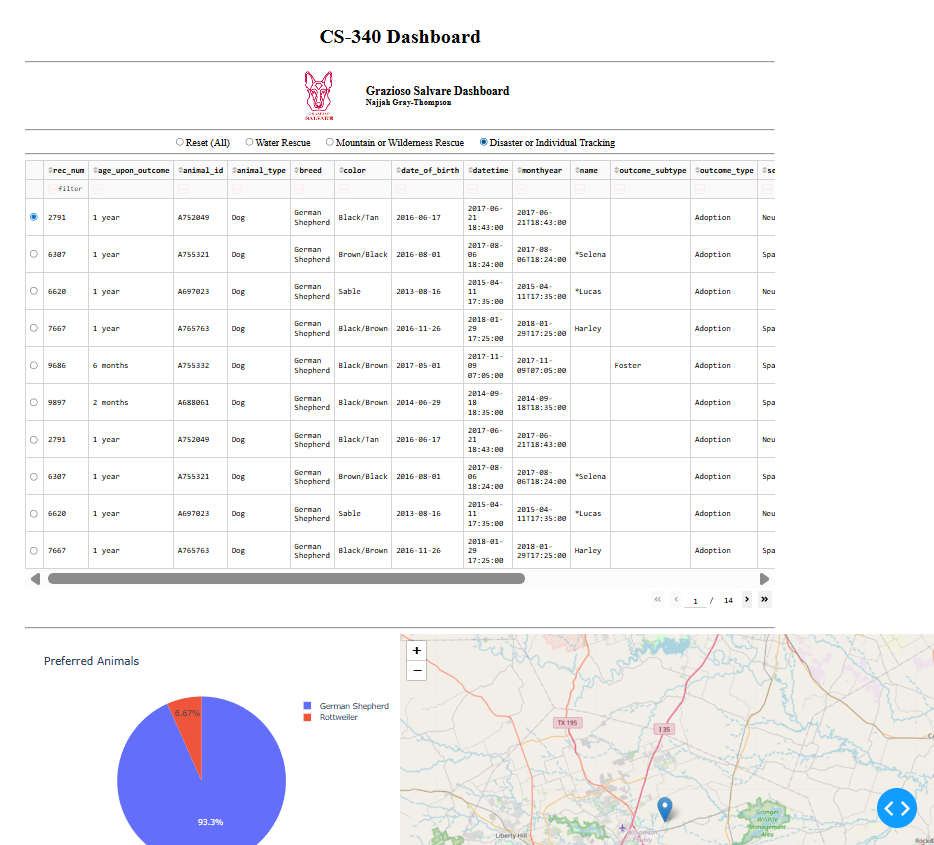 CS-340 Dashboard
GRAZIOSO
SALVARE
Grazioso Salvare Dashboard
Najjah Gray-Thompson
Reset (All) Water Rescue Mountain or Wilderness Rescue Disaster or Individual Tracking
rec_num age_upon_outcome animal_id animal_type breed color date_of_birth datetime monthyear name outcome_subtype outcome_type se
filter
2791 1 year A752049 Dog German Shepherd Black/Tan 2016-06-17 2017-06-21 18:43:00 2017-06-21T18:43:00 Adoption Neu
6307 1 year A755321 Dog German Shepherd Brown/Black 2016-08-01 2017-08-06 18:24:00 2017-08-06T18:24:00 *Selena Adoption Spa
6620 1 year A697023 Dog German Shepherd Sable 2013-08-16 2015-04-11 17:35:00 2015-04-11T17:35:00 *Lucas Adoption Neu
7667 1 year A765763 Dog German Shepherd Black/Brown 2016-11-26 2018-01-29 17:25:00 2018-01-29T17:25:00 Harley Adoption Spa
9686 6 months A755332 Dog German Shepherd Black/Brown 2017-05-01 2017-11-09 07:05:00 2017-11-09T07:05:00 Foster Adoption Spa
9897 2 months A688061 Dog German Shepherd Black/Brown 2014-06-29 2014-09-18 18:35:00 2014-09-18T18:35:00 Adoption Spa
2791 1 year A752049 Dog German Shepherd Black/Tan 2016-06-17 2017-06-21 18:43:00 2017-06-21T18:43:00 Adoption Neu
6307 1 year A755321 Dog German Shepherd Brown/Black 2016-08-01 2017-08-06 18:24:00 2017-08-06T18:24:00 *Selena Adoption Spa
6620 1 year A697023 Dog German Shepherd Sable 2013-08-16 2015-04-11 17:35:00 2015-04-11T17:35:00 *Lucas Adoption Neu
7667 1 year A765763 Dog German Shepherd Black/Brown 2016-11-26 2018-01-29 17:25:00 2018-01-29T17:25:00 Harley Adoption Spa
1 / 14
Preferred Animals
German Shepherd
Rottweiler
6.67%
93.3%
+
−
TX 195
I 35
Granger
Wildlife
Management
Area
Liberty Hill
Williamson
County